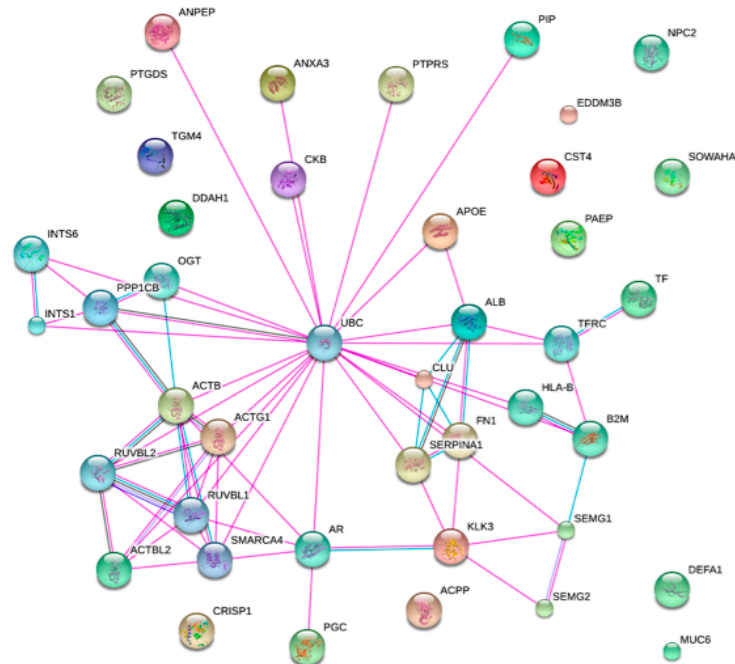 ANPEP
PIP
NPC2
PTGDS
ANXA3
PTPRS
EDDM3B
TGM4
CKB
CST4
SOWAHA
DDAH1
APOE
PAEP
INTS6
OGT
PPP1CB
TF
INTS1
UBC
ALB
TFRC
CLU
HLA-B
ACTB
B2M
ACTG1
FN1
SERPINA1
RUVBL2
RUVBL1
SEMG1
ACTBL2
SMARCA4
AR
KLK3
DEFA1
SEMG2
ACPP
CRISP1
PGC
MUC6